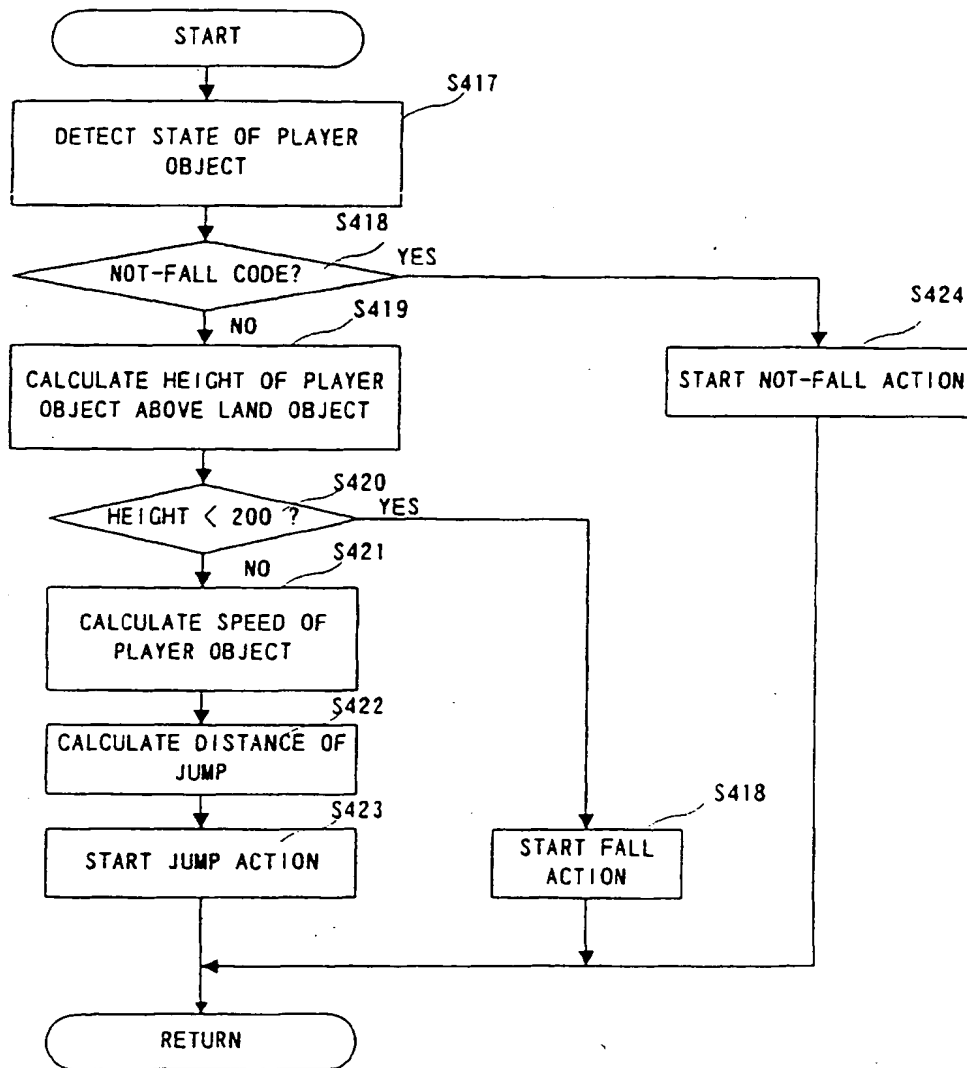 START
S417
DETECT STATE OF PLAYER
OBJECT
S418
NOT-FALL CODE?
YES
NO
S419
S424
CALCULATE HEIGHT OF PLAYER
OBJECT ABOVE LAND OBJECT
START NOT-FALL ACTION
S420
HEIGHT < 200 ?
YES
NO
S421
CALCULATE SPEED OF
PLAYER OBJECT
S422
CALCULATE DISTANCE OF
JUMP
S423
START JUMP ACTION
S418
START FALL
ACTION
RETURN